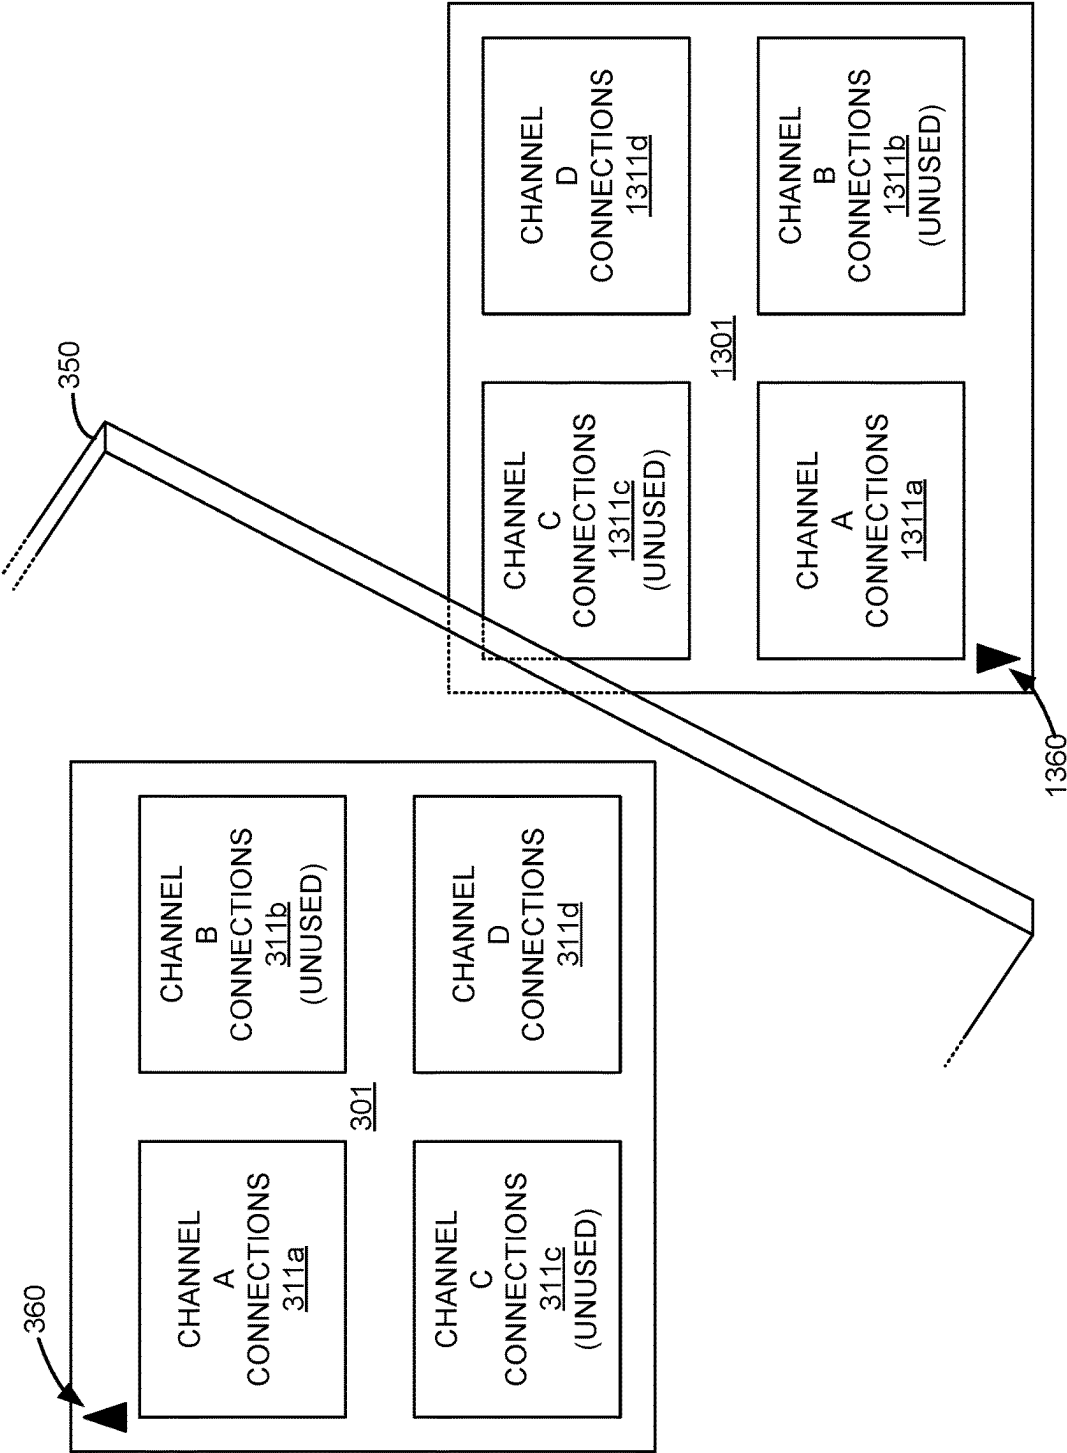 360
CHANNEL
A
CONNECTIONS
311a
CHANNEL
B
CONNECTIONS
311b
(UNUSED)
301
CHANNEL
C
CONNECTIONS
311c
(UNUSED)
CHANNEL
D
CONNECTIONS
311d
350
CHANNEL
C
CONNECTIONS
1311c
(UNUSED)
CHANNEL
D
CONNECTIONS
1311d
1301
CHANNEL
A
CONNECTIONS
1311a
CHANNEL
B
CONNECTIONS
1311b
(UNUSED)
1360